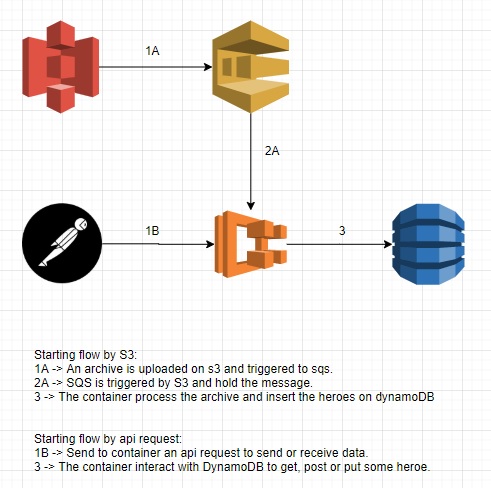 1A
2A
1B
3
Starting flow by S3:
1A -> An archive is uploaded on s3 and triggered to sqs.
2A -> SQS is triggered by S3 and hold the message.
3 -> The container process the archive and insert the heroes on dynamoDB
Starting flow by api request:
1B -> Send to container an api request to send or receive data.
3 -> The container interact with DynamoDB to get, post or put some heroe.